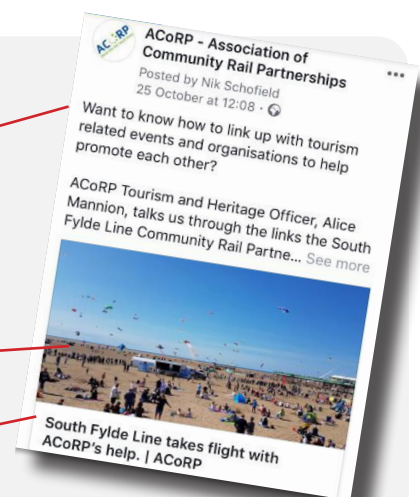 ACoRP
ACoRP - Association of
Community Rail Partnerships
Posted by Nik Schofield
25 October at 12:08 ·
Want to know how to link up with tourism
related events and organisations to help
promote each other?
ACoRP Tourism and Heritage Officer, Alice
Mannion, talks us through the links the South
Fylde Line Community Rail Partne... See more
South Fylde Line takes flight with
ACoRP's help. | ACoRP